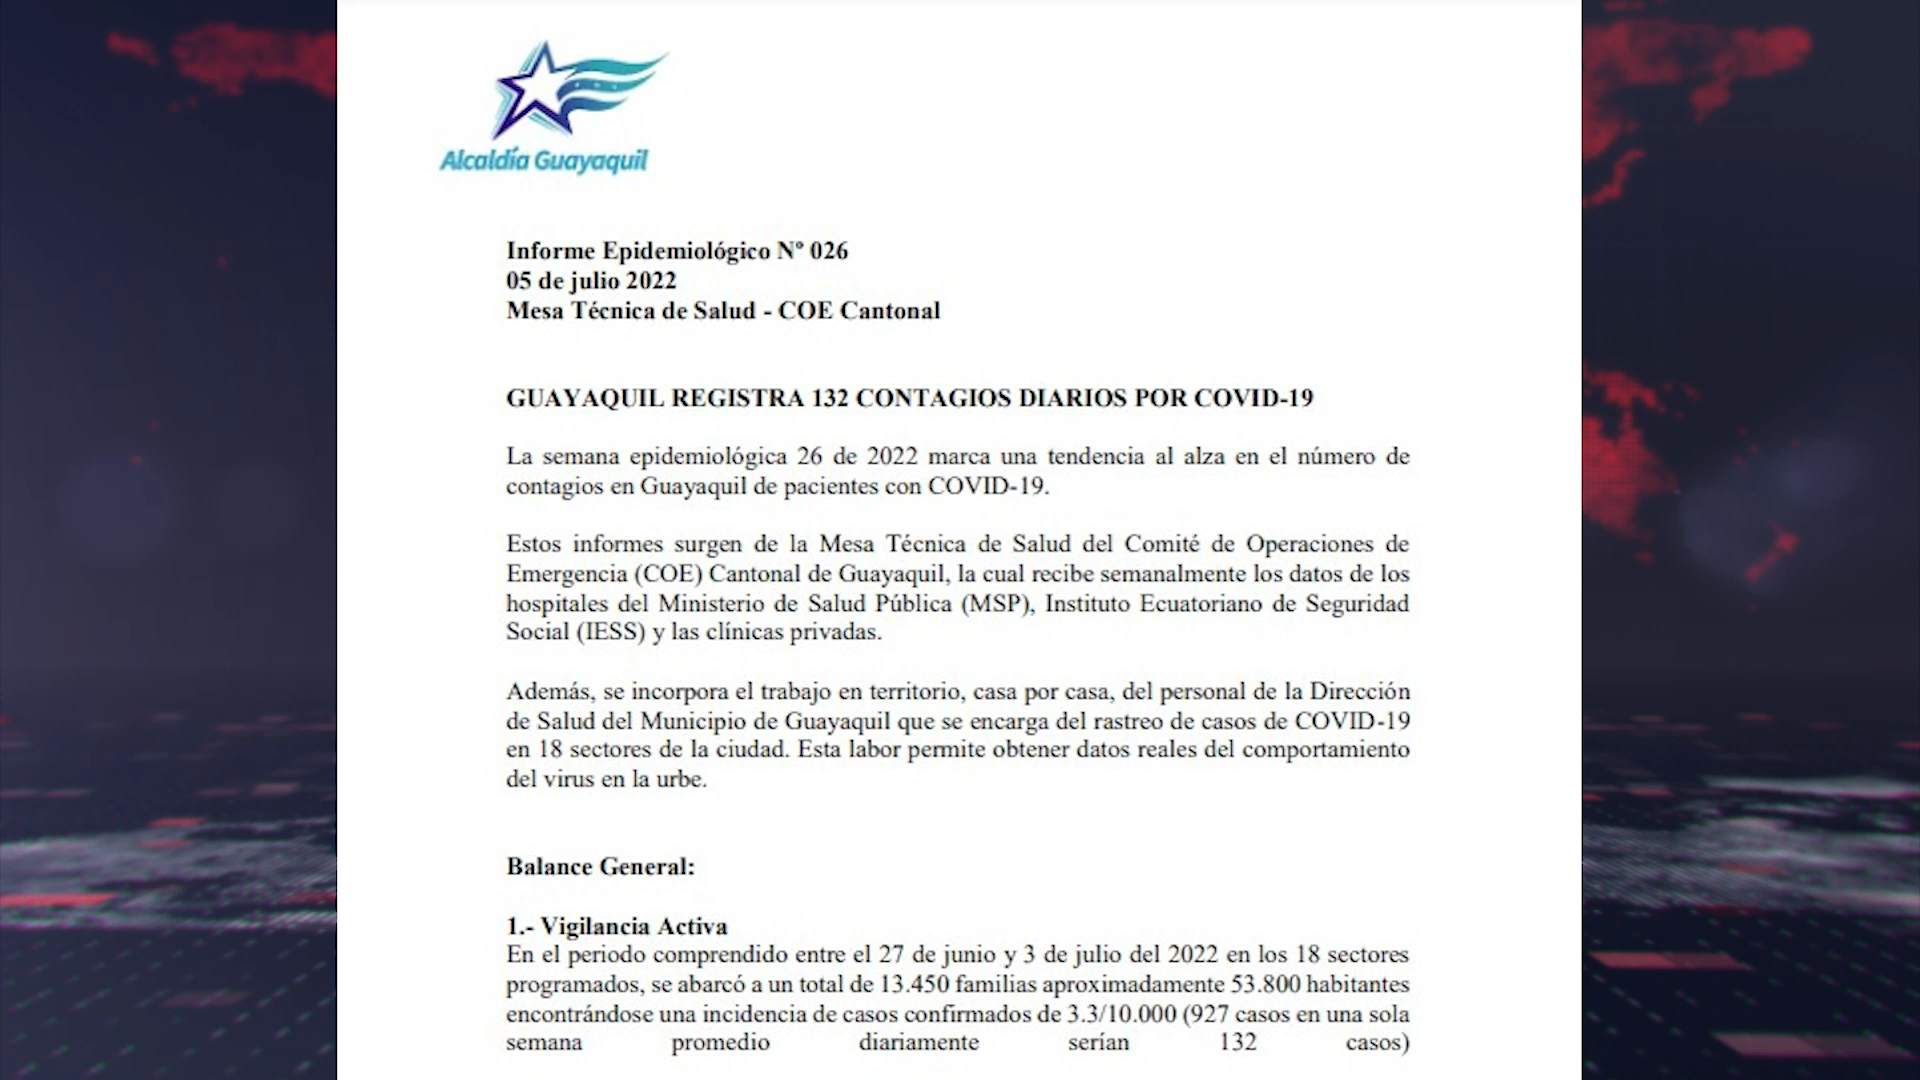 Alcaldía Guayaquil
Informe Epidemiológico Nº 026
05 de julio 2022
Mesa Técnica de Salud - COE Cantonal
GUAYAQUIL REGISTRA 132 CONTAGIOS DIARIOS POR COVID-19
La semana epidemiológica 26 de 2022 marca una tendencia al alza en el número de
contagios en Guayaquil de pacientes con COVID-19.
Estos informes surgen de la Mesa Técnica de Salud del Comité de Operaciones de
Emergencia (COE) Cantonal de Guayaquil, la cual recibe semanalmente los datos de los
hospitales del Ministerio de Salud Pública (MSP), Instituto Ecuatoriano de Seguridad
Social (IESS) y las clínicas privadas.
Además, se incorpora el trabajo en territorio, casa por casa, del personal de la Dirección
de Salud del Municipio de Guayaquil que se encarga del rastreo de casos de COVID-19
en 18 sectores de la ciudad. Esta labor permite obtener datos reales del comportamiento
del virus en la urbe.
Balance General:
1.- Vigilancia Activa
En el periodo comprendido entre el 27 de junio y 3 de julio del 2022 en los 18 sectores
programados, se abarcó a un total de 13.450 familias aproximadamente 53.800 habitantes
encontrándose una incidencia de casos confirmados de 3.3/10.000 (927 casos en una sola
semana promedio diariamente serían 132 casos)